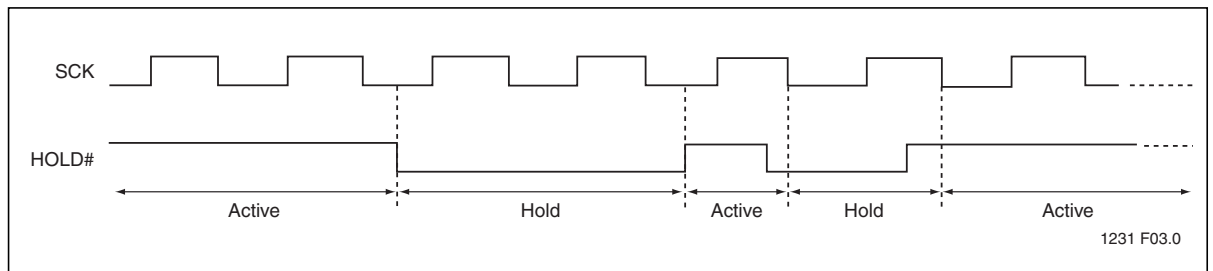 SCK
HOLD#
Active Hold Active Hold Active
1231 F03.0